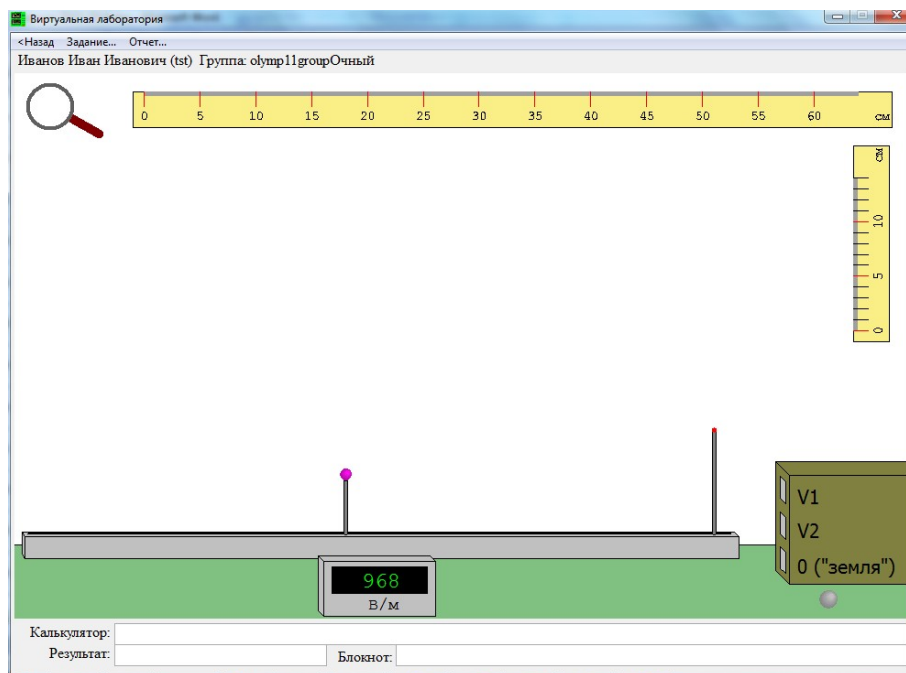 Виртуальная лаборатория
<Назад Задание... Отчет...
Иванов Иван Иванович (tst) Группа: olymp11groupОчный
0 5 10 15 20 25 30 35 40 45 50 55 60 см
см
10
5
0
V1
V2
0 ("земля")
968
В/м
Калькулятор:
Результат: Блокнот: